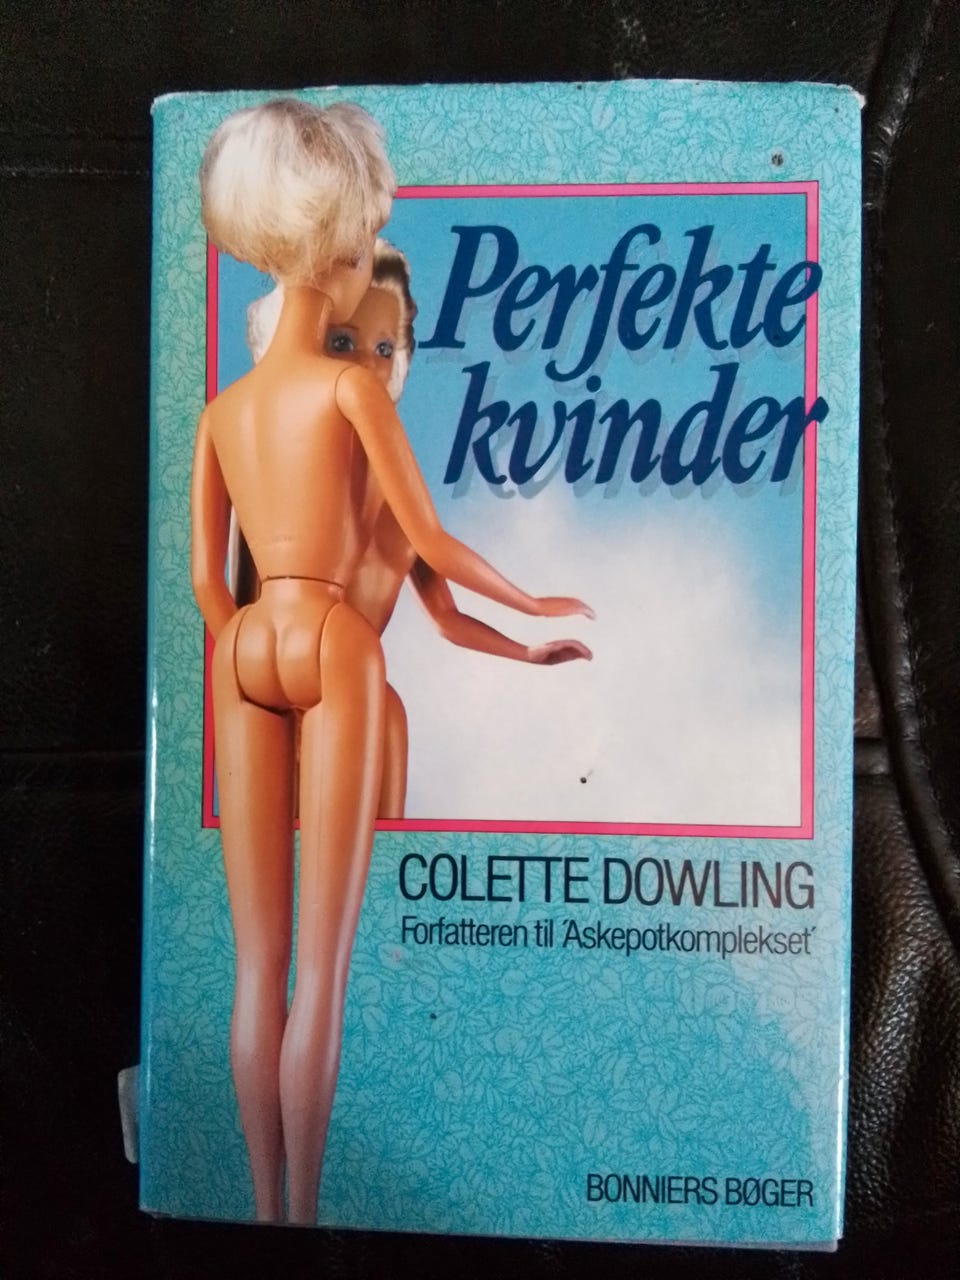 Perfekte
kvinder
COLETTE DOWLING
Forfatteren til ´Askepotkomplekset´
BONNIERS BØGER